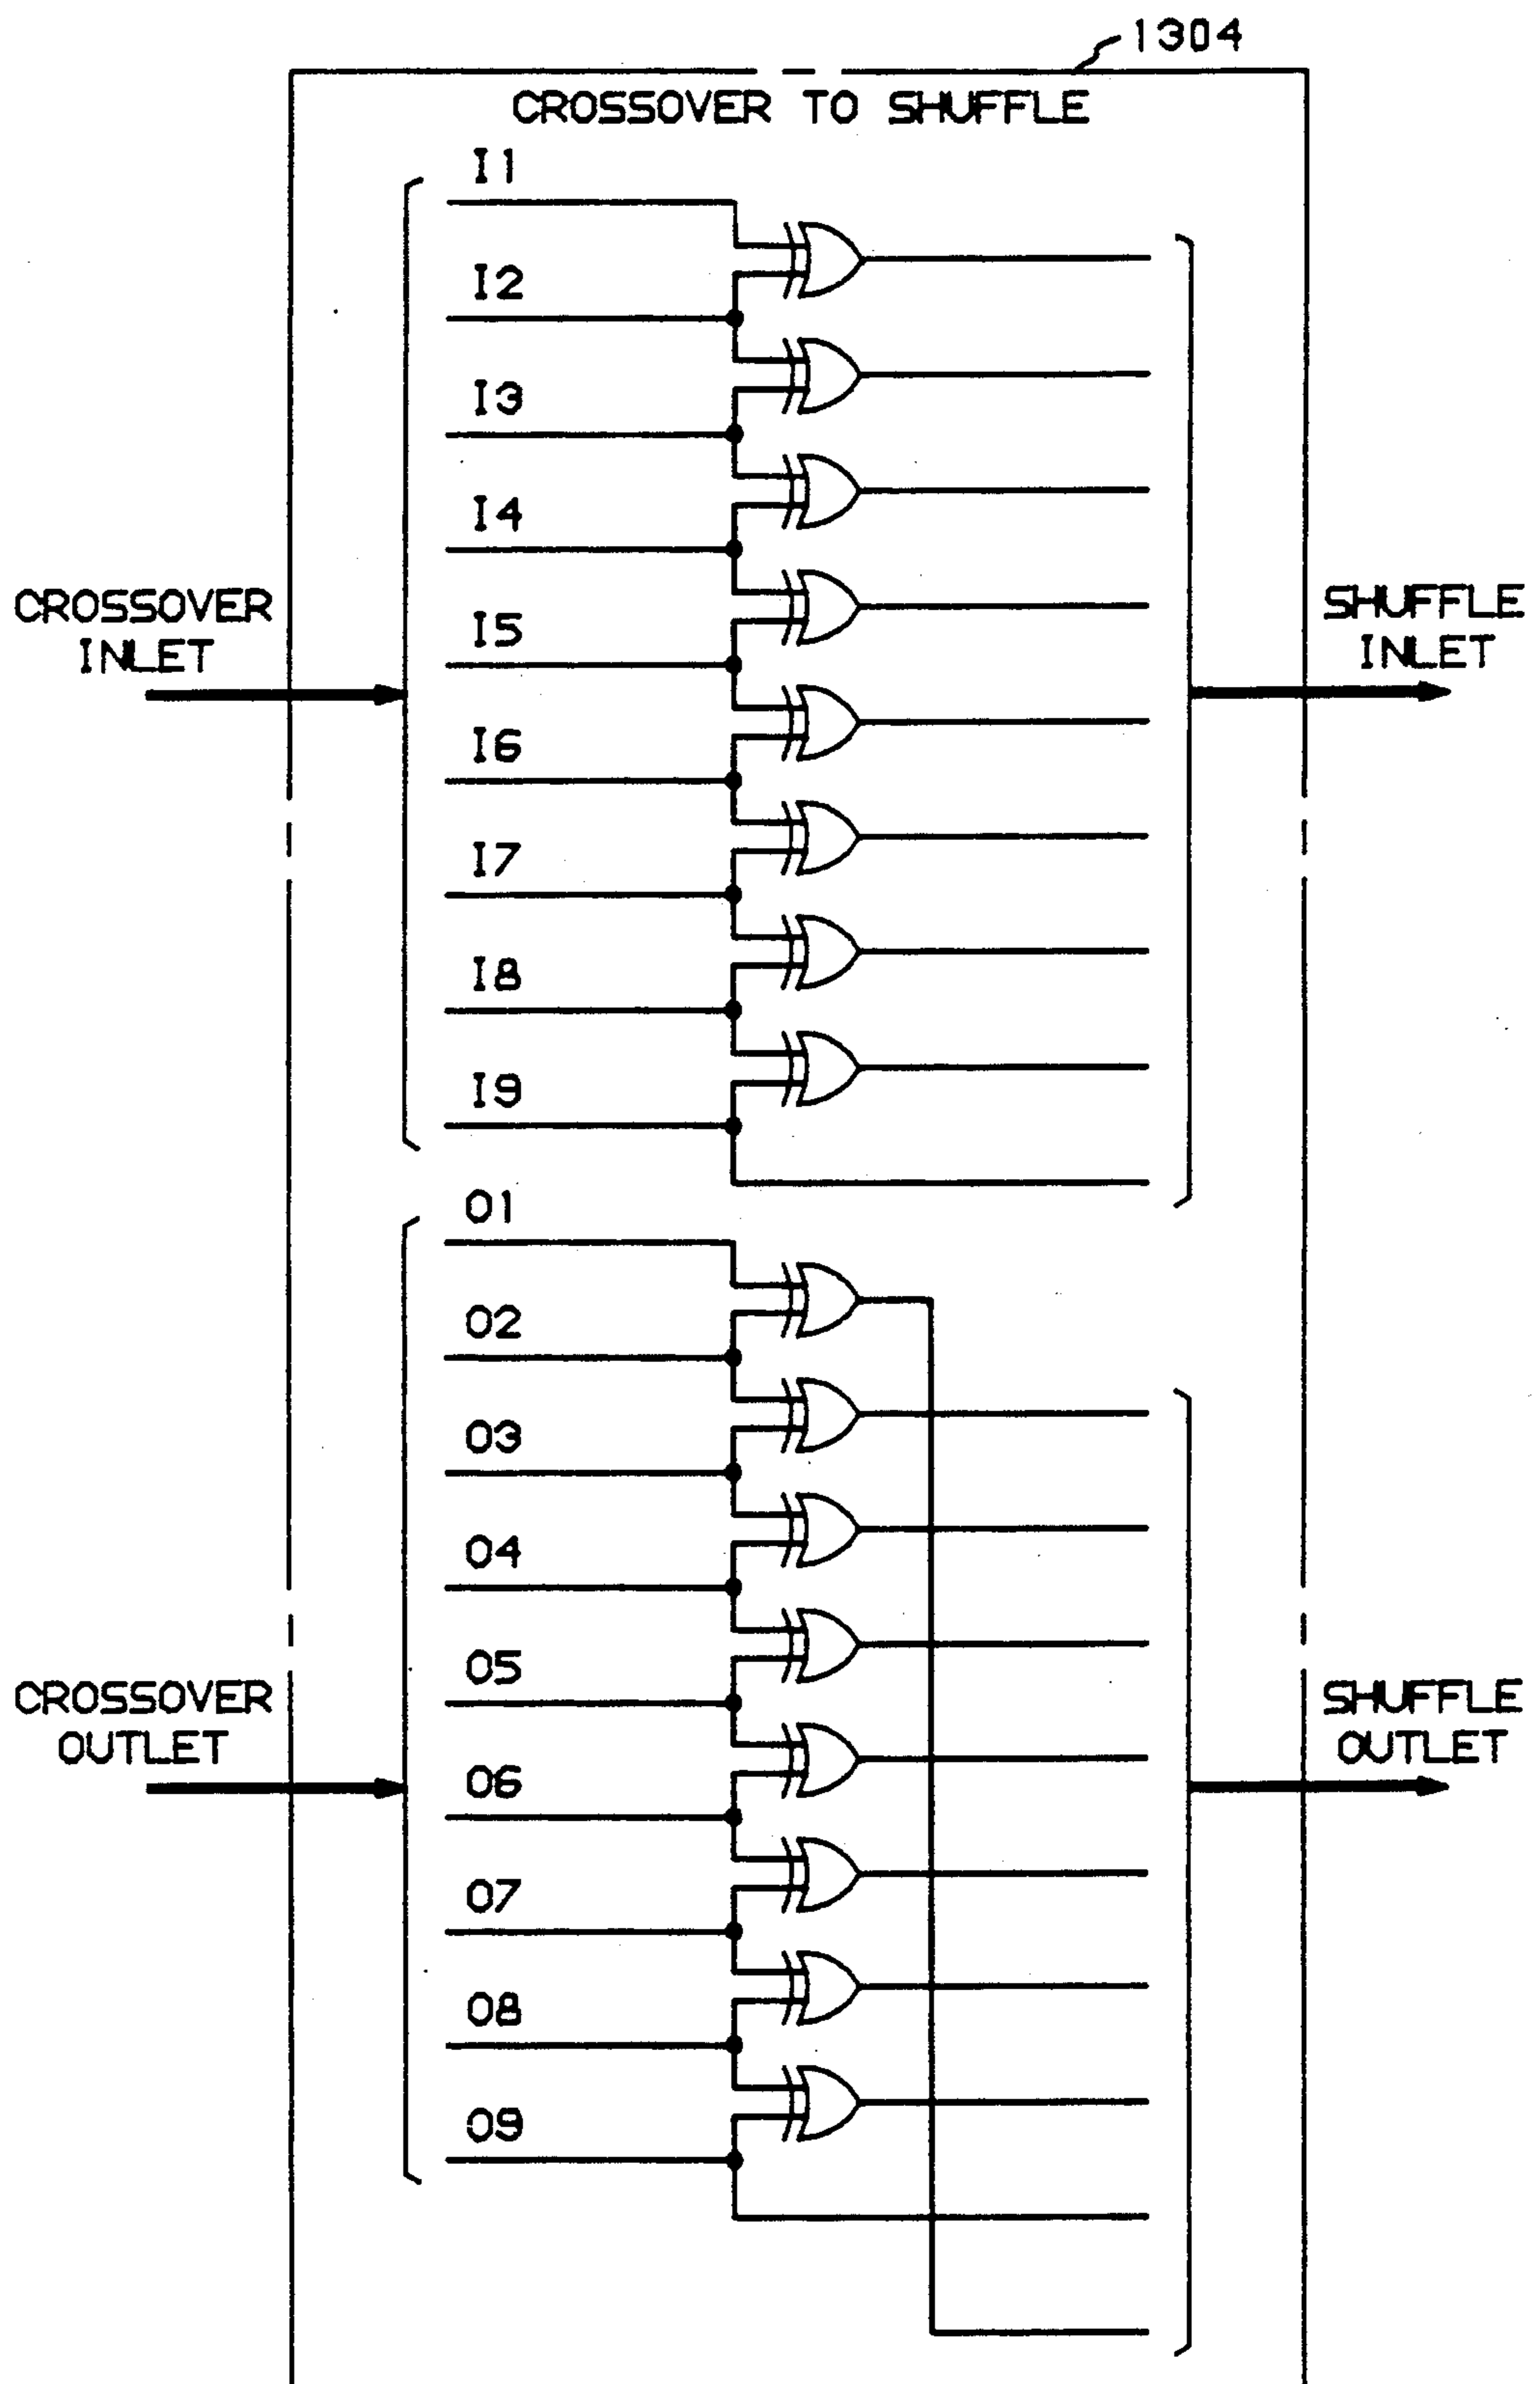 1304
CROSSOVER TO SHUFFLE
I1
I2
I3
I4
I5
I6
I7
I8
I9
CROSSOVER
INLET
SHUFFLE
INLET
O1
O2
O3
O4
O5
O6
O7
O8
O9
CROSSOVER
OUTLET
SHUFFLE
OUTLET